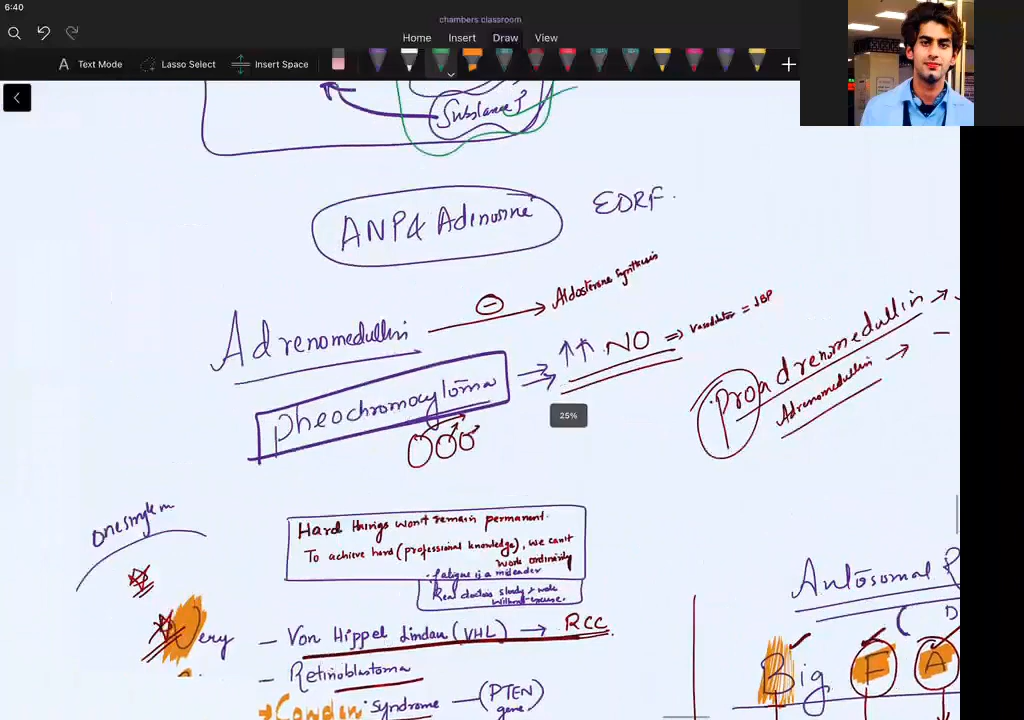 6:40
chambers classroom
Home Insert Draw View
Text Mode Lasso Select Insert Space
Substance P
ANP & Adinosine
EDRF.
Adrenomedullin
Aldosterone Synthesis
pheochromocytoma
↑↑ NO ⇒ Vasodilator = ↓BP
25%
proadrenomedullin →
Adrenomedullin →
Hard things won't remain permanent.
To achieve hard (professional knowledge), we can't
work ordinarily
. fatigue is a misleader
Real doctors study & work
without excuse.
Very
— Von Hippel Lindau (VHL) → RCC
— Retinoblastoma
→ Cowden syndrome — (PTEN
gene)
Autosomal R
D
Big F A